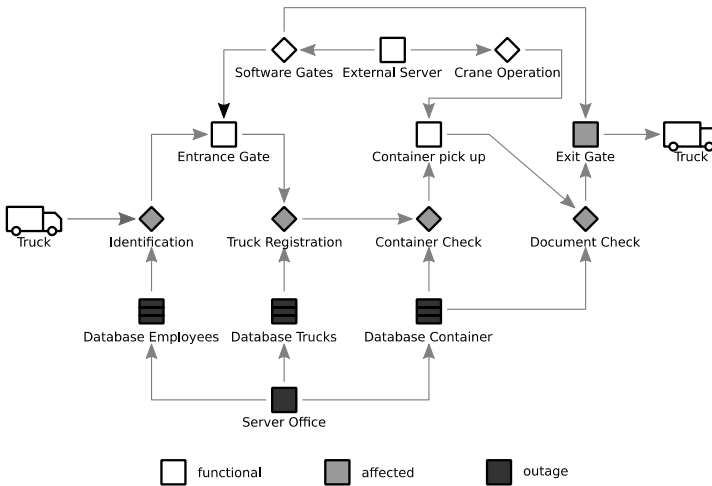 Software Gates
External Server
Crane Operation
Entrance Gate
Container pick up
Exit Gate
Truck
Truck
Identification
Truck Registration
Container Check
Document Check
Database Employees
Database Trucks
Database Container
Server Office
functional
affected
outage